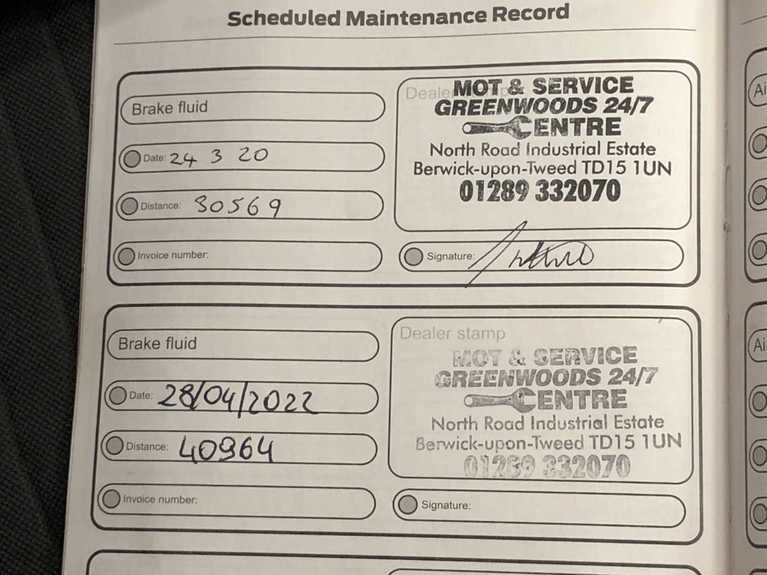 Scheduled Maintenance Record
Brake fluid
Date: 24 3 20
Distance: 30569
Invoice number:
Dealer
MOT & SERVICE
GREENWOODS 24/7
CENTRE
North Road Industrial Estate
Berwick-upon-Tweed TD15 1UN
01289 332070
Signature:
Brake fluid
Date: 28/04/2022
Distance: 40964
Invoice number:
Dealer stamp
MOT & SERVICE
GREENWOODS 24/7
CENTRE
North Road Industrial Estate
Berwick-upon-Tweed TD15 1UN
01289 332070
Signature:
Ai
Ai